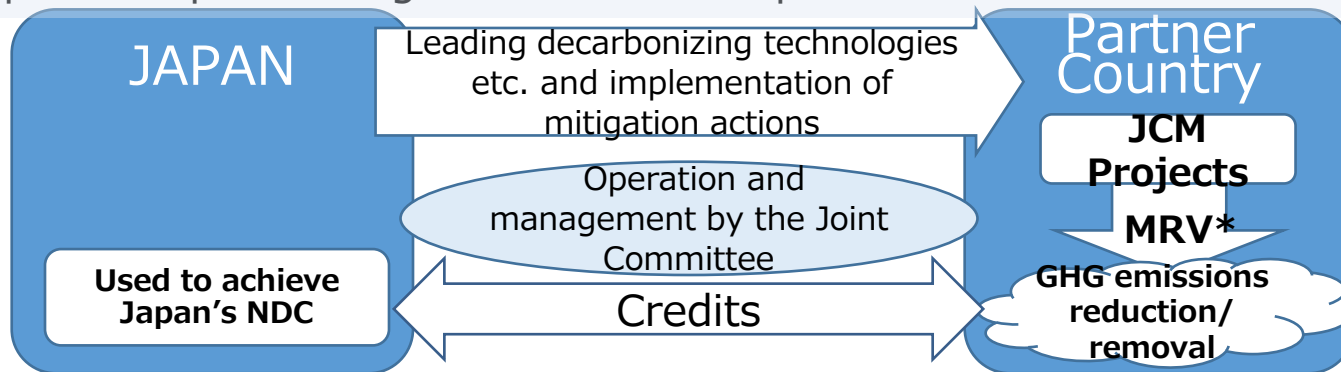 JAPAN
Leading decarbonizing technologies
etc. and implementation of
mitigation actions
Partner
Country
JCM
Projects
MRV*
GHG emissions
reduction/
removal
Operation and
management by the Joint
Committee
Credits
Used to achieve
Japan's NDC